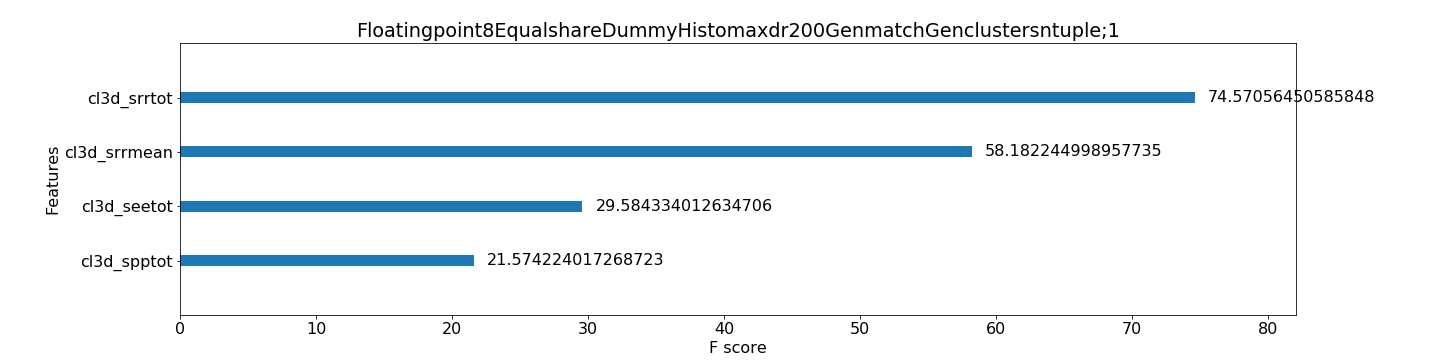 Floatingpoint8EqualshareDummyHistomaxdr200GenmatchGenclustersntuple;1
cl3d_srrtot
74.57056450585848
cl3d_srrmean
58.182244998957735
Features
cl3d_seetot
29.584334012634706
cl3d_spptot
21.574224017268723
0 10 20 30 40 50 60 70 80
F score